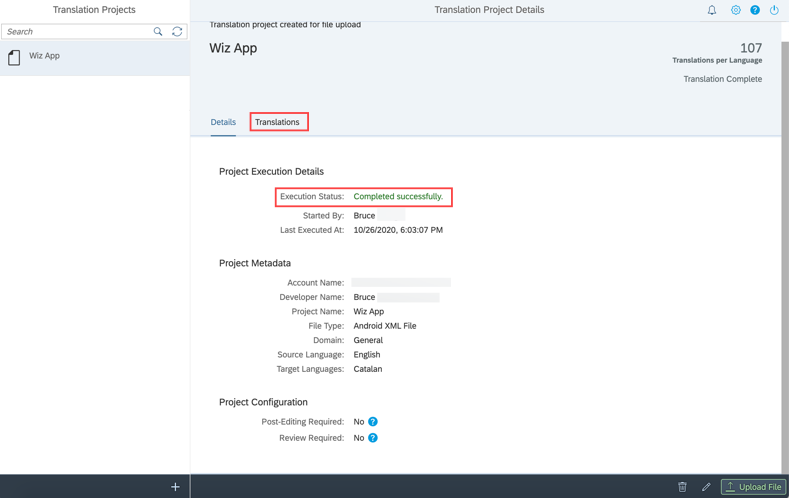 Translation Projects
Translation Project Details
Search
Wiz App
Translation project created for file upload
Wiz App
107
Translations per Language
Translation Complete
Details
Translations
Project Execution Details
Execution Status: Completed successfully.
Started By: Bruce
Last Executed At: 10/26/2020, 6:03:07 PM
Project Metadata
Account Name:
Developer Name: Bruce
Project Name: Wiz App
File Type: Android XML File
Domain: General
Source Language: English
Target Languages: Catalan
Project Configuration
Post-Editing Required: No ?
Review Required: No ?
Upload File